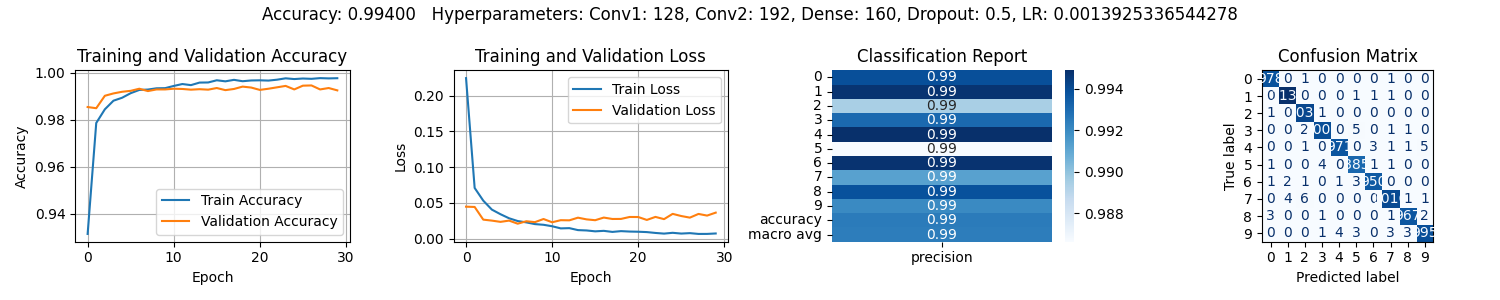 Accuracy: 0.99400 Hyperparameters: Conv1: 128, Conv2: 192, Dense: 160, Dropout: 0.5, LR: 0.0013925336544278
Training and Validation Accuracy
Accuracy
1.00
0.98
0.96
0.94
Train Accuracy
Validation Accuracy
0 10 20 30
Epoch
Training and Validation Loss
Loss
0.20
0.15
0.10
0.05
0.00
Train Loss
Validation Loss
0 10 20 30
Epoch
Classification Report
0 0.99
1 0.99
2 0.99
3 0.99
4 0.99
5 0.99
6 0.99
7 0.99
8 0.99
9 0.99
accuracy 0.99
macro avg 0.99
precision
0.994
0.992
0.990
0.988
Confusion Matrix
True label
0 978 0 1 0 0 0 0 1 0 0
1 0 13 0 0 0 1 1 1 0 0
2 1 0 03 1 0 0 0 0 0 0
3 0 0 2 00 0 5 0 1 1 0
4 0 0 1 0 971 0 3 1 1 5
5 1 0 0 4 0 885 1 1 0 0
6 1 2 1 0 1 3 950 0 0 0
7 0 4 6 0 0 0 0 01 1 1
8 3 0 0 1 0 0 1 967 2
9 0 0 0 1 4 3 0 3 3 995
0 1 2 3 4 5 6 7 8 9
Predicted label